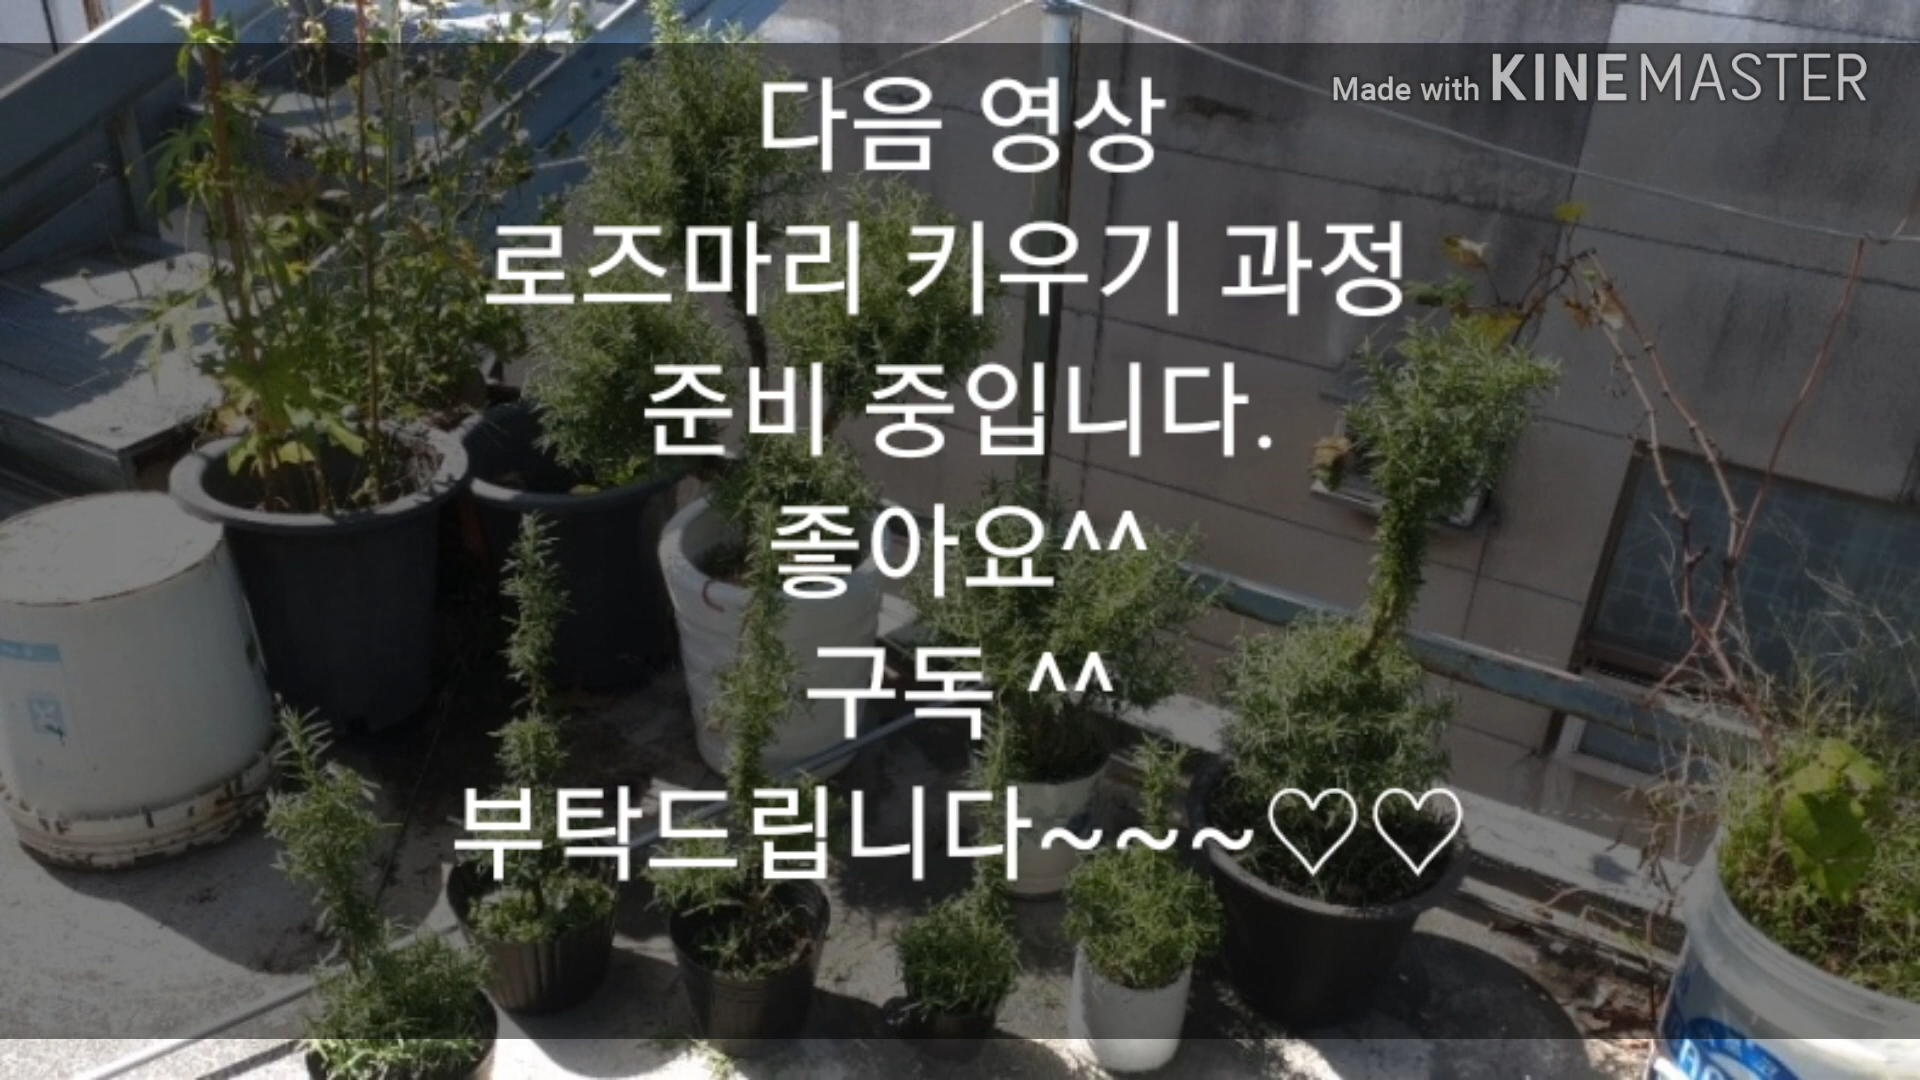 Made with KINEMASTER
다음 영상
로즈마리 키우기 과정
준비 중입니다.
좋아요^^
구독 ^^
부탁드립니다~~~♡♡